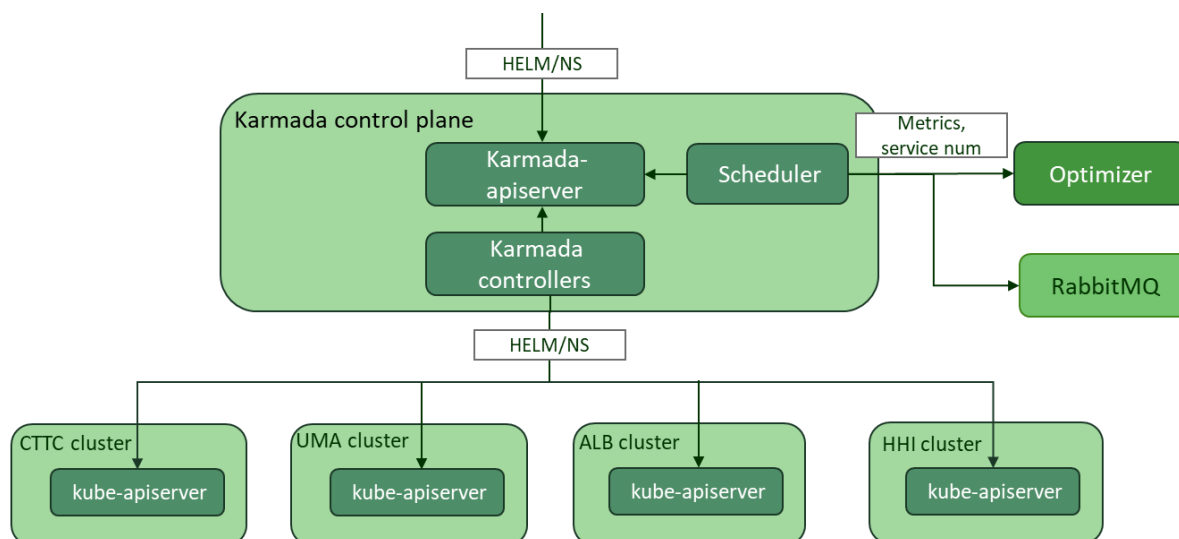 HELM/NS
Karmada control plane
Karmada-
apiserver
Scheduler
Metrics,
service num
Optimizer
Karmada
controllers
RabbitMQ
HELM/NS
CTTC cluster
kube-apiserver
UMA cluster
kube-apiserver
ALB cluster
kube-apiserver
HHI cluster
kube-apiserver